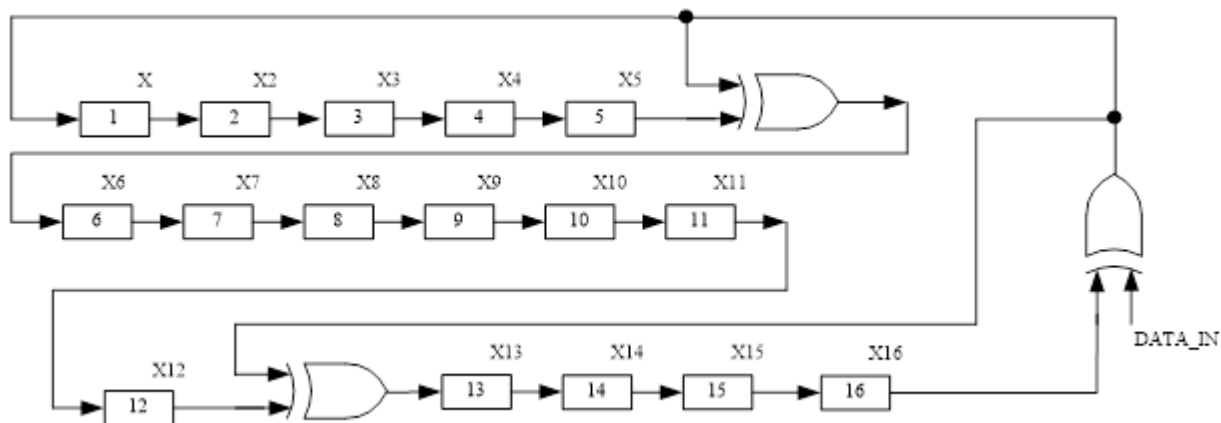 X X2 X3 X4 X5
1 2 3 4 5
X6 X7 X8 X9 X10 X11
6 7 8 9 10 11
DATA_IN
X12 X13 X14 X15 X16
12 13 14 15 16